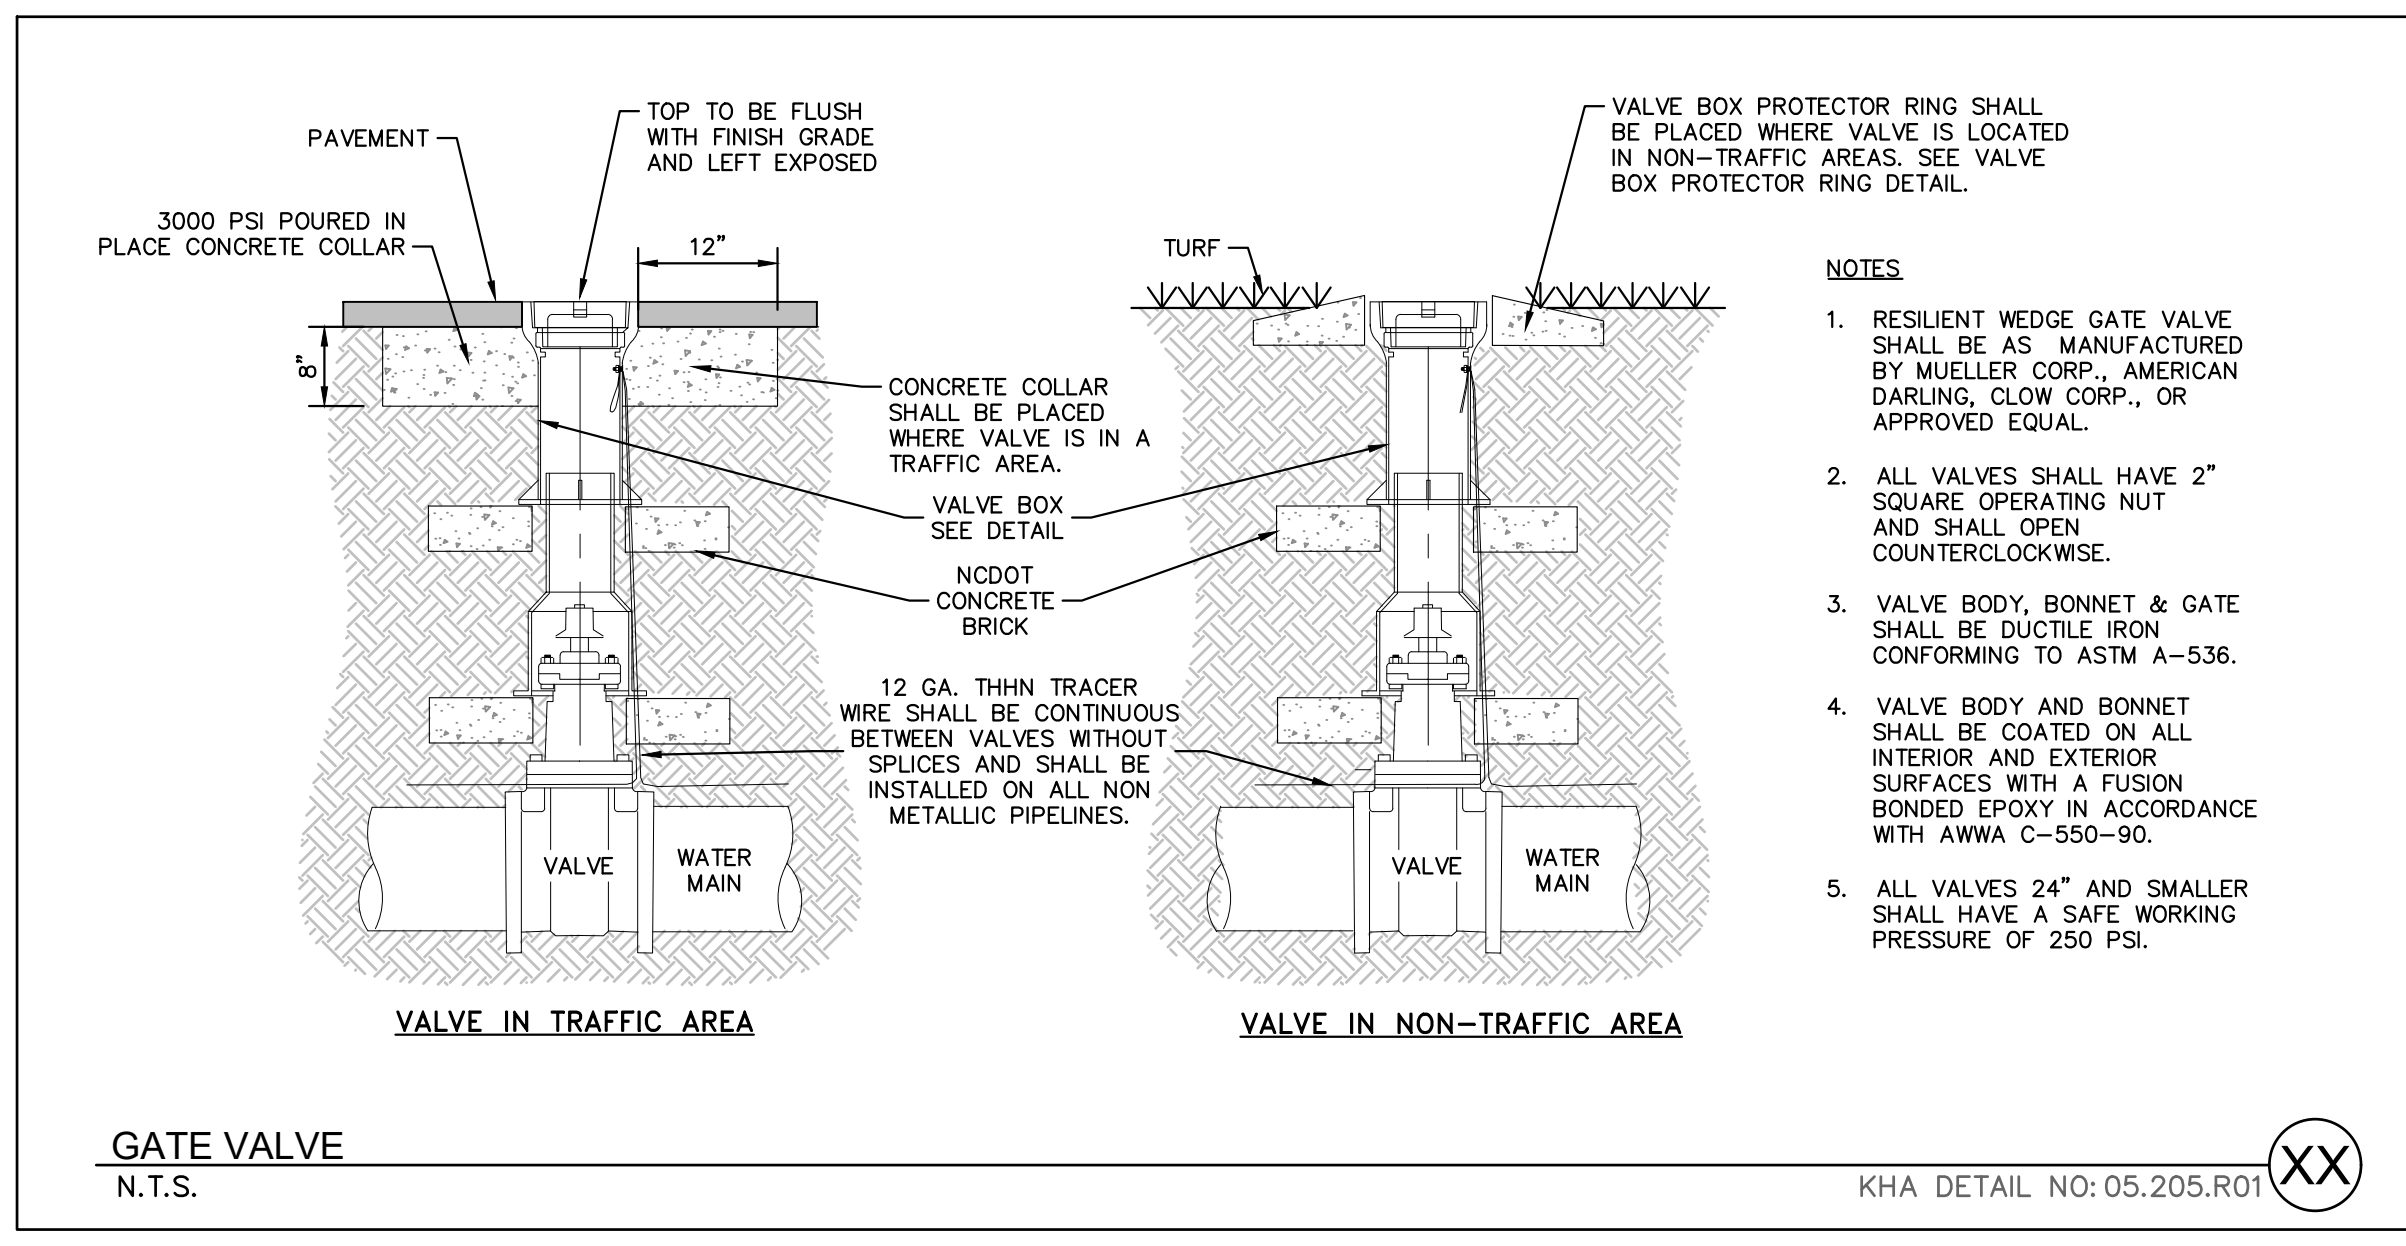 PAVEMENT
TOP TO BE FLUSH
WITH FINISH GRADE
AND LEFT EXPOSED
3000 PSI POURED IN
PLACE CONCRETE COLLAR
12"
8"
CONCRETE COLLAR
SHALL BE PLACED
WHERE VALVE IS IN A
TRAFFIC AREA.
VALVE BOX
SEE DETAIL
NCDOT
CONCRETE
BRICK
12 GA. THHN TRACER
WIRE SHALL BE CONTINUOUS
BETWEEN VALVES WITHOUT
SPLICES AND SHALL BE
INSTALLED ON ALL NON
METALLIC PIPELINES.
VALVE
WATER
MAIN
VALVE IN TRAFFIC AREA
VALVE BOX PROTECTOR RING SHALL
BE PLACED WHERE VALVE IS LOCATED
IN NON-TRAFFIC AREAS. SEE VALVE
BOX PROTECTOR RING DETAIL.
TURF
VALVE
WATER
MAIN
VALVE IN NON-TRAFFIC AREA
NOTES
1. RESILIENT WEDGE GATE VALVE
SHALL BE AS MANUFACTURED
BY MUELLER CORP., AMERICAN
DARLING, CLOW CORP., OR
APPROVED EQUAL.
2. ALL VALVES SHALL HAVE 2"
SQUARE OPERATING NUT
AND SHALL OPEN
COUNTERCLOCKWISE.
3. VALVE BODY, BONNET & GATE
SHALL BE DUCTILE IRON
CONFORMING TO ASTM A-536.
4. VALVE BODY AND BONNET
SHALL BE COATED ON ALL
INTERIOR AND EXTERIOR
SURFACES WITH A FUSION
BONDED EPOXY IN ACCORDANCE
WITH AWWA C-550-90.
5. ALL VALVES 24" AND SMALLER
SHALL HAVE A SAFE WORKING
PRESSURE OF 250 PSI.
GATE VALVE
N.T.S.
KHA DETAIL NO: 05.205.R01
XX